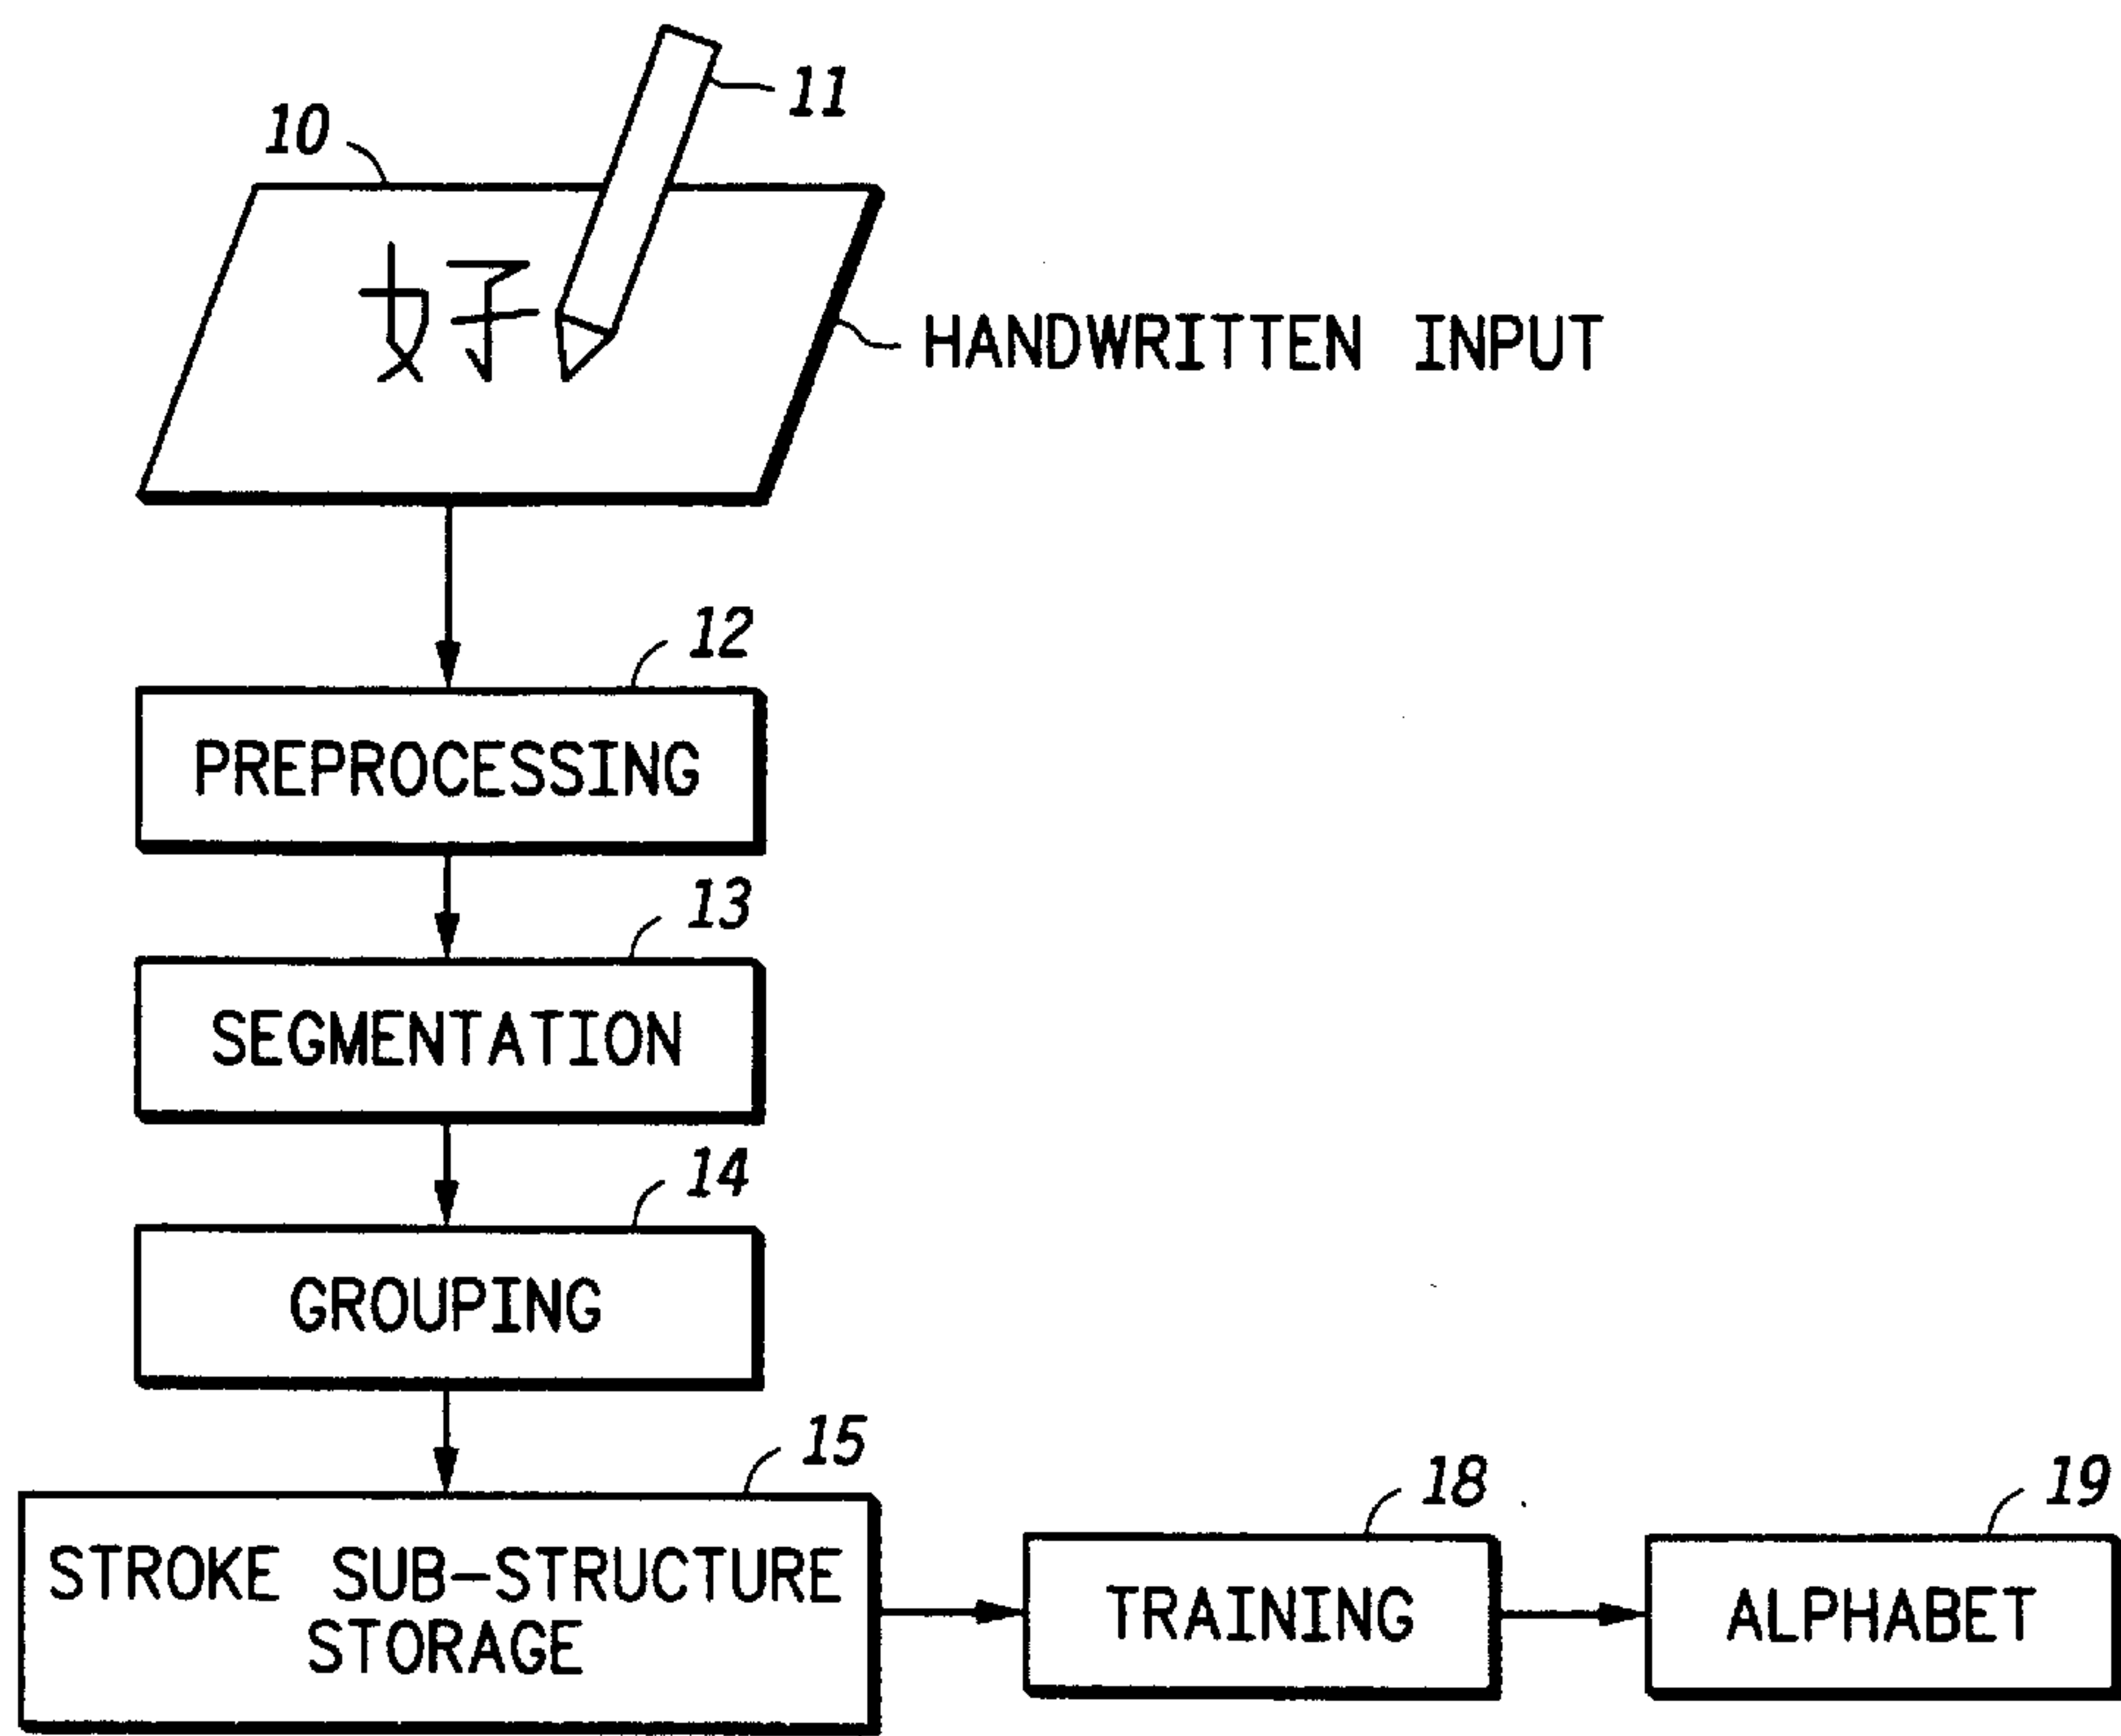 11
10
好
HANDWRITTEN INPUT
12
PREPROCESSING
13
SEGMENTATION
14
GROUPING
15
STROKE SUB-STRUCTURE
STORAGE
18
TRAINING
19
ALPHABET